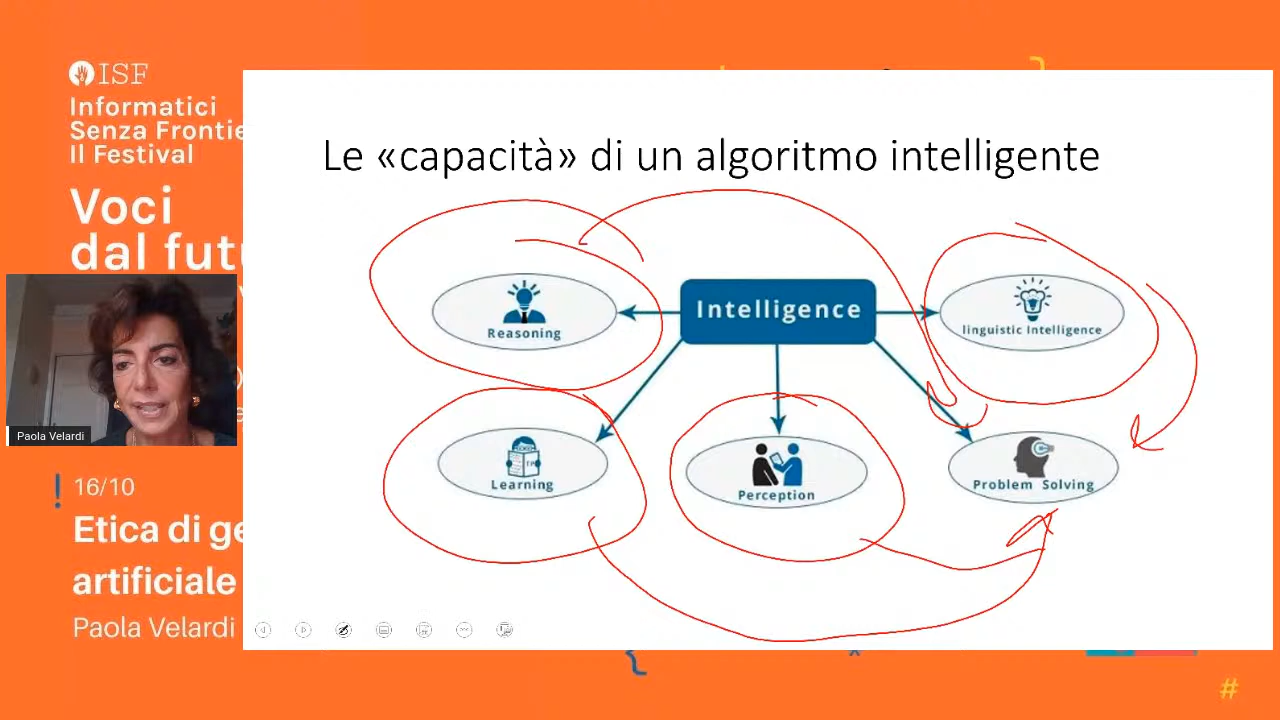 ISF
Informatici
Senza Frontie
Il Festival
Voci
dal futu
Paola Velardi
16/10
Etica di ge
artificiale
Paola Velardi
Le «capacità» di un algoritmo intelligente
Intelligence
Reasoning
linguistic Intelligence
Learning
Perception
Problem Solving
#